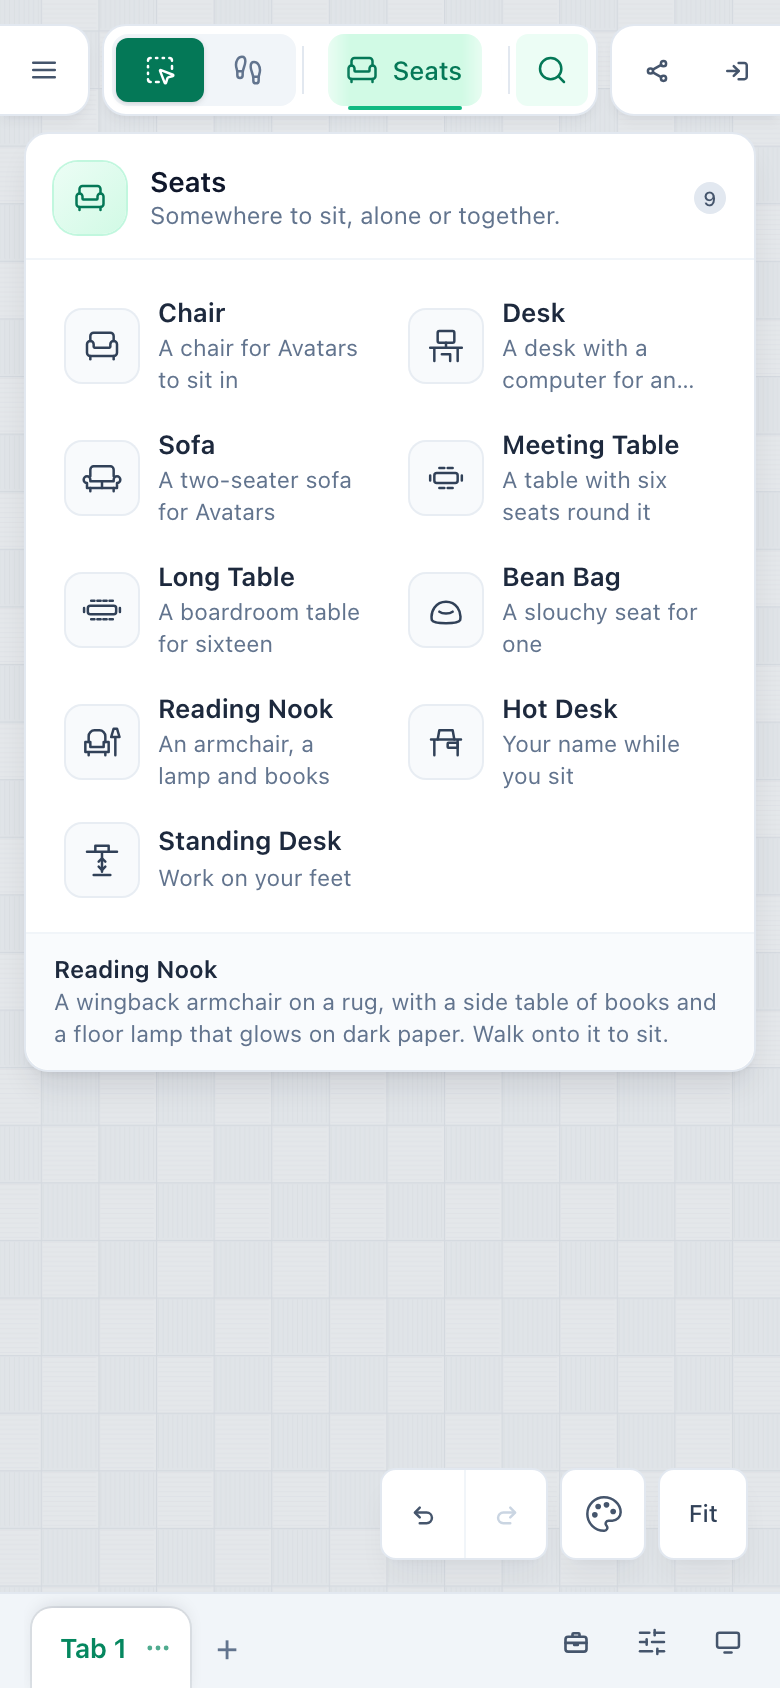 Seats
Seats
Somewhere to sit, alone or together.
9
Chair
A chair for Avatars
to sit in
Desk
A desk with a
computer for an...
Sofa
A two-seater sofa
for Avatars
Meeting Table
A table with six
seats round it
Long Table
A boardroom table
for sixteen
Bean Bag
A slouchy seat for
one
Reading Nook
An armchair, a
lamp and books
Hot Desk
Your name while
you sit
Standing Desk
Work on your feet
Reading Nook
A wingback armchair on a rug, with a side table of books and
a floor lamp that glows on dark paper. Walk onto it to sit.
Fit
Tab 1